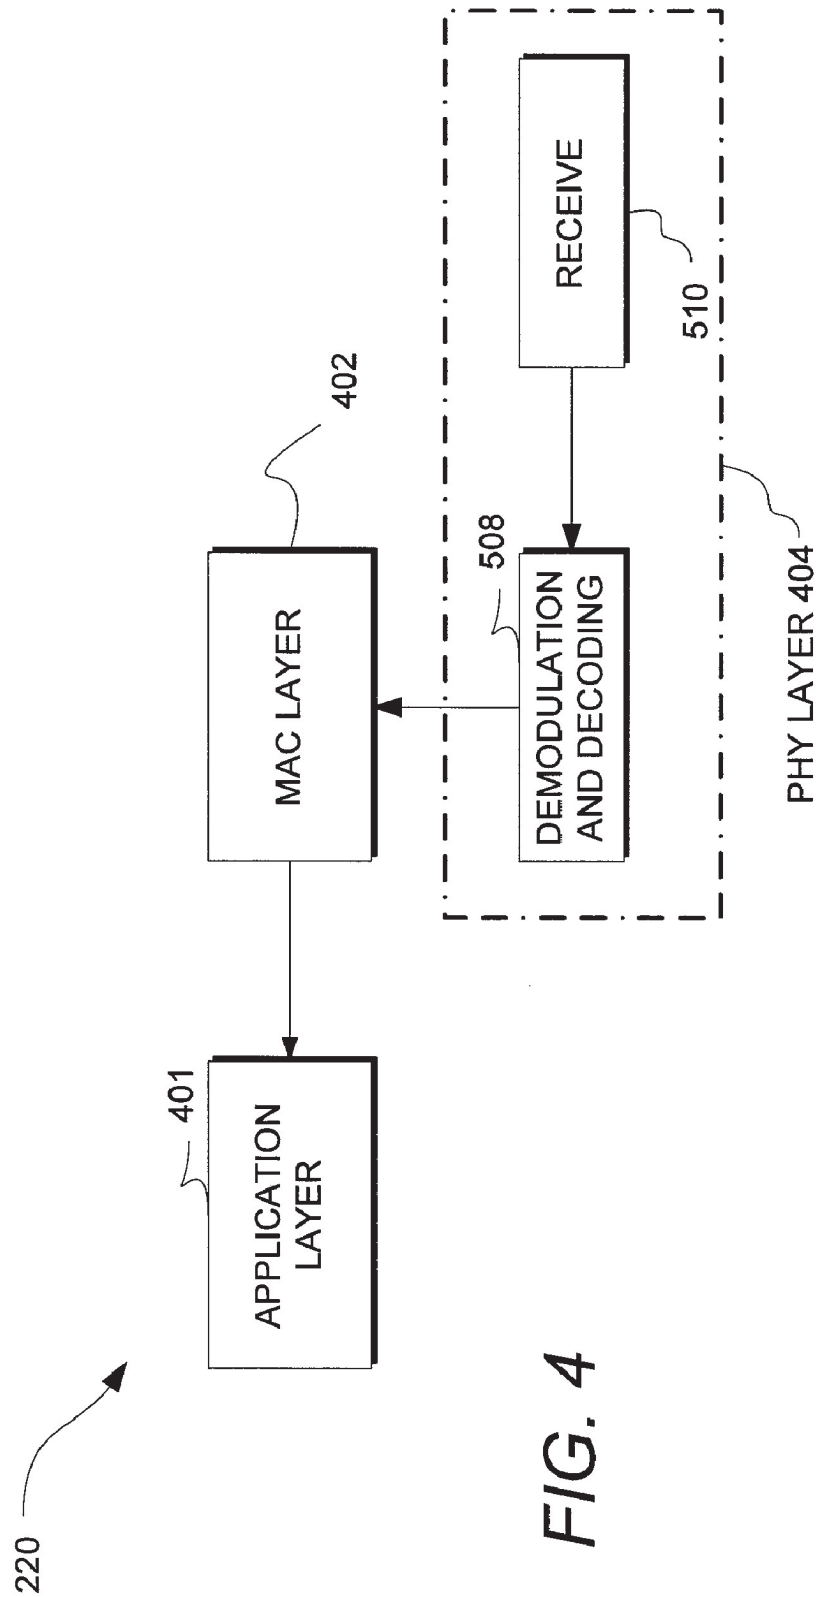 220
401
APPLICATION
LAYER
402
MAC LAYER
508
DEMODULATION
AND DECODING
RECEIVE
510
PHY LAYER 404
FIG. 4